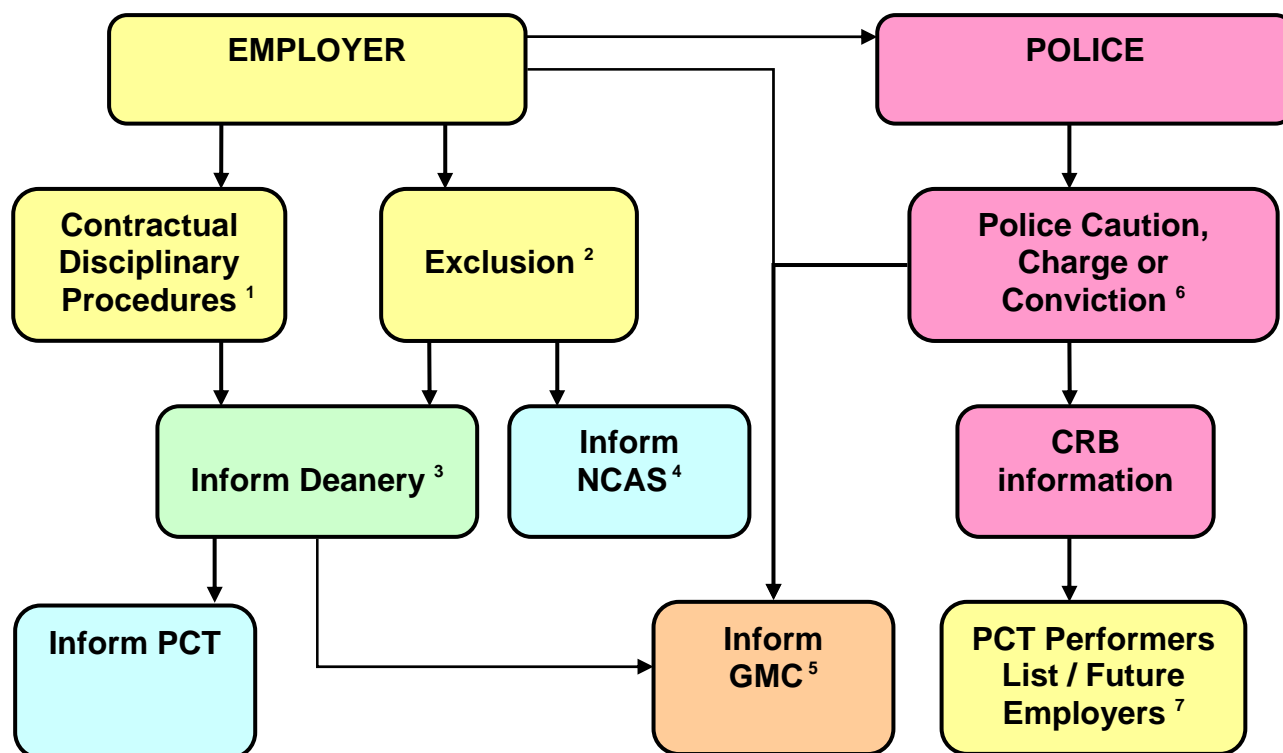 EMPLOYER
POLICE
Contractual
Disciplinary
Procedures 1
Exclusion 2
Police Caution,
Charge or
Conviction 6
Inform Deanery 3
Inform
NCAS 4
CRB
information
Inform PCT
Inform
GMC 5
PCT Performers
List / Future
Employers 7